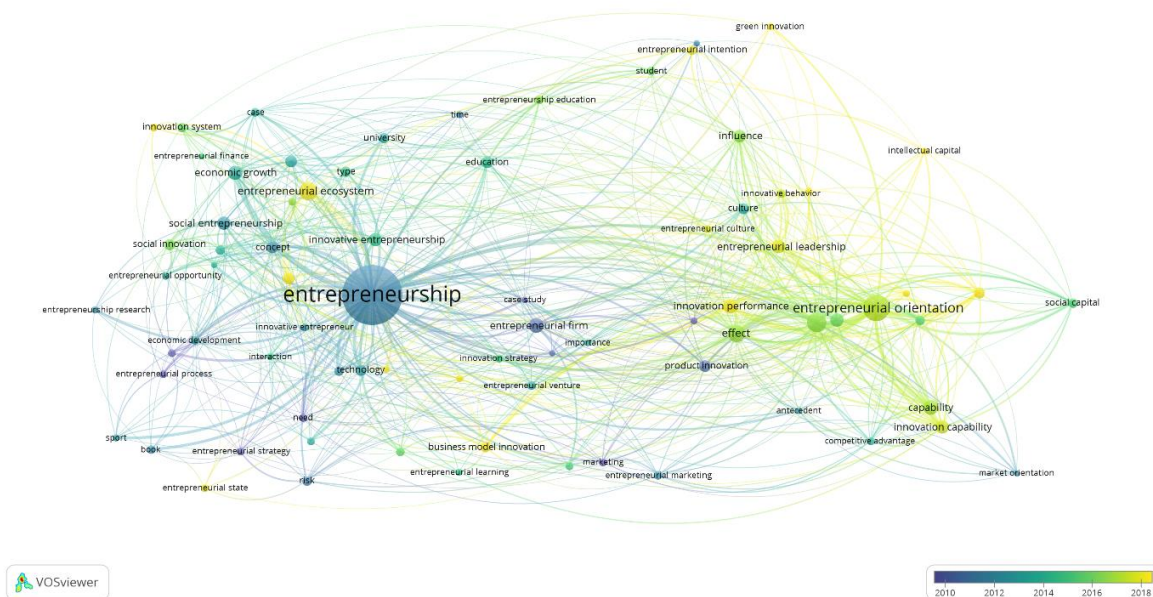 green innovation
entrepreneurial intention
student
entrepreneurship education
case
time
innovation system
university
influence
entrepreneurial finance
intellectual capital
economic growth
type
education
entrepreneurial ecosystem
innovative behavior
culture
social entrepreneurship
entrepreneurial culture
social innovation
concept
innovative entrepreneurship
entrepreneurial leadership
entrepreneurial opportunity
entrepreneurship
case study
social capital
entrepreneurship research
innovation performance
entrepreneurial orientation
innovative entrepreneur
entrepreneurial firm
effect
economic development
importance
interaction
innovation strategy
entrepreneurial process
technology
product innovation
entrepreneurial venture
need
antecedent
capability
innovation capability
sport
book
entrepreneurial strategy
business model innovation
competitive advantage
marketing
entrepreneurial state
risk
entrepreneurial learning
entrepreneurial marketing
market orientation
VOSviewer
2010 2012 2014 2016 2018